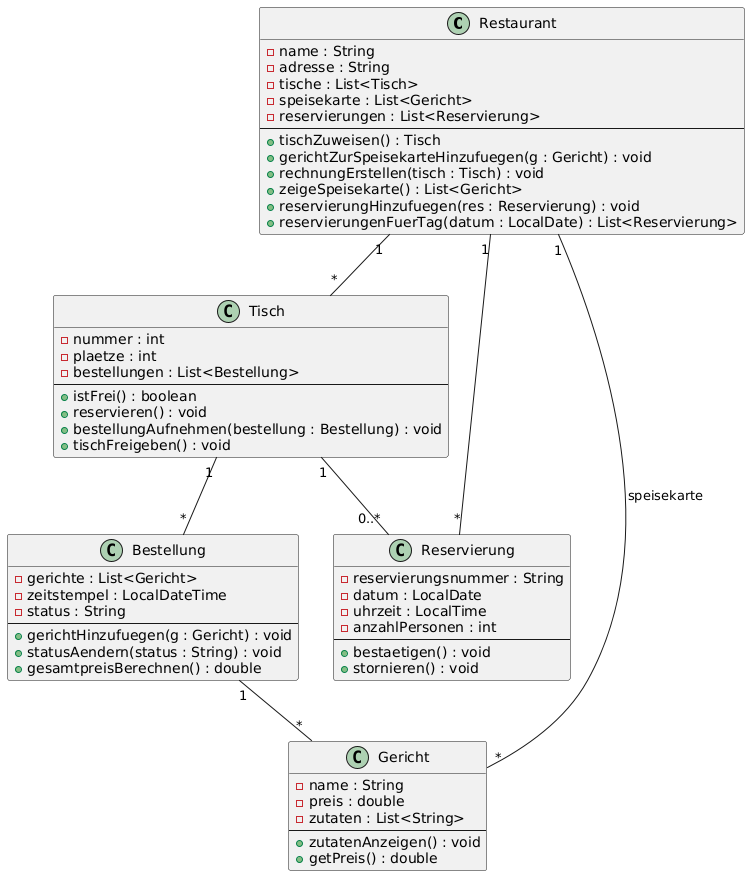 C Restaurant
name : String
adresse : String
tische : List<Tisch>
speisekarte : List<Gericht>
reservierungen : List<Reservierung>
tischZuweisen() : Tisch
gerichtZurSpeisekarteHinzufuegen(g : Gericht) : void
rechnungErstellen(tisch : Tisch) : void
zeigeSpeisekarte() : List<Gericht>
reservierungHinzufuegen(res : Reservierung) : void
reservierungenFuerTag(datum : LocalDate) : List<Reservierung>
1 1 1
* 
C Tisch
nummer : int
plaetze : int
bestellungen : List<Bestellung>
istFrei() : boolean
reservieren() : void
bestellungAufnehmen(bestellung : Bestellung) : void
tischFreigeben() : void
1 1
speisekarte
* 0..* *
C Bestellung
gerichte : List<Gericht>
zeitstempel : LocalDateTime
status : String
gerichtHinzufuegen(g : Gericht) : void
statusAendern(status : String) : void
gesamtpreisBerechnen() : double
C Reservierung
reservierungsnummer : String
datum : LocalDate
uhrzeit : LocalTime
anzahlPersonen : int
bestaetigen() : void
stornieren() : void
1
* *
C Gericht
name : String
preis : double
zutaten : List<String>
zutatenAnzeigen() : void
getPreis() : double